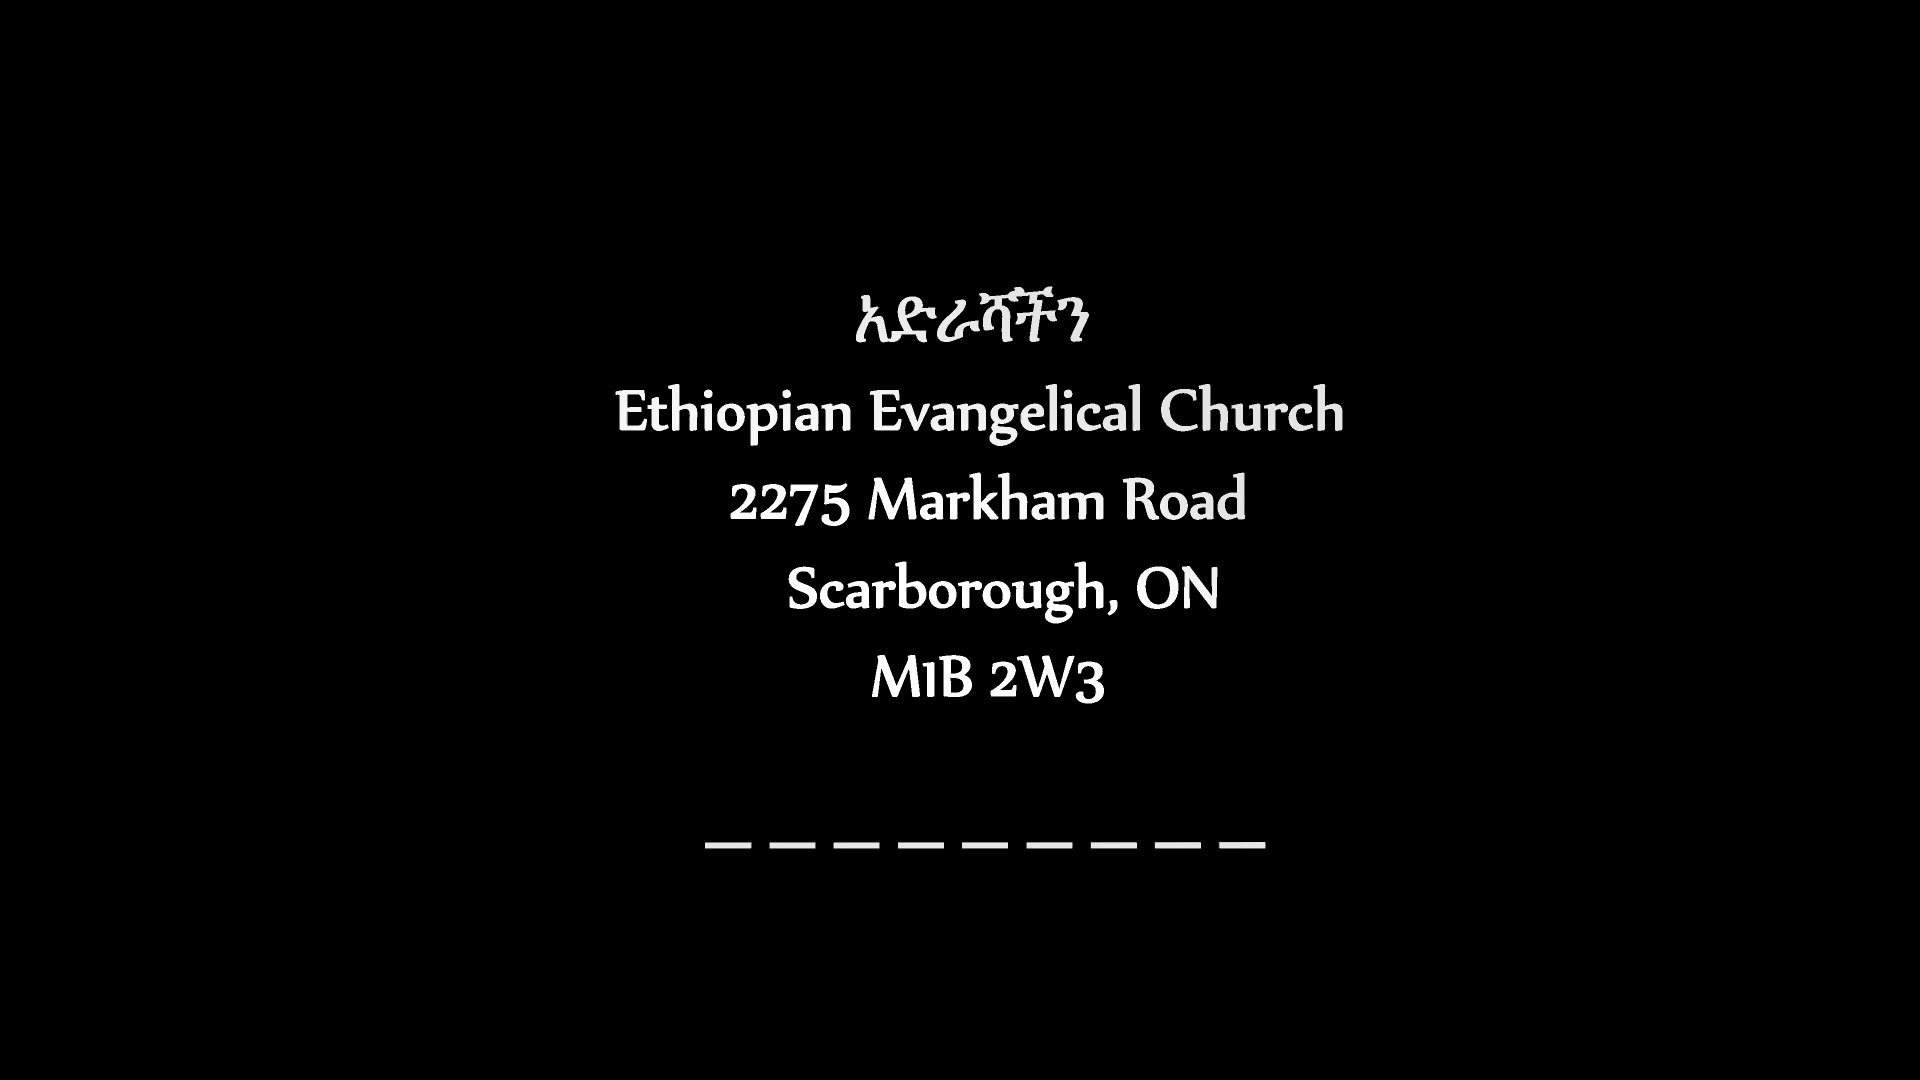 አድራሻችን
Ethiopian Evangelical Church
2275 Markham Road
Scarborough, ON
M1B 2W3
_ _ _ _ _ _ _ _ _